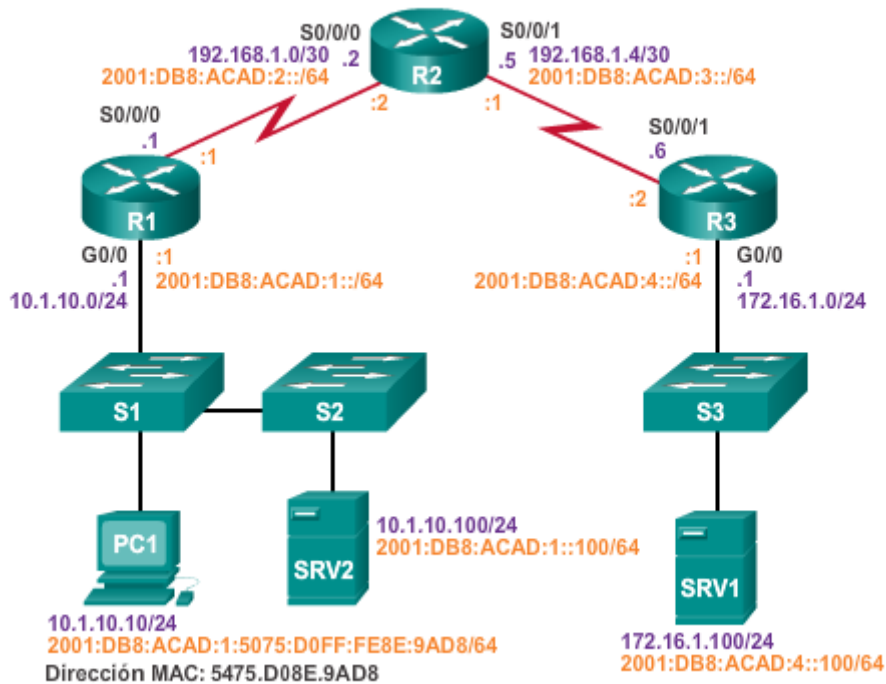 S0/0/0
S0/0/1
192.168.1.0/30
.2
.5
192.168.1.4/30
2001:DB8:ACAD:2::/64
R2
2001:DB8:ACAD:3::/64
:2
:1
S0/0/0
S0/0/1
.1
:1
.6
:2
R1
R3
G0/0
:1
:1
G0/0
.1
2001:DB8:ACAD:1::/64
2001:DB8:ACAD:4::/64
.1
10.1.10.0/24
172.16.1.0/24
S1
S2
S3
PC1
10.1.10.100/24
2001:DB8:ACAD:1::100/64
SRV2
SRV1
10.1.10.10/24
2001:DB8:ACAD:1:5075:D0FF:FE8E:9AD8/64
Dirección MAC: 5475.D08E.9AD8
172.16.1.100/24
2001:DB8:ACAD:4::100/64